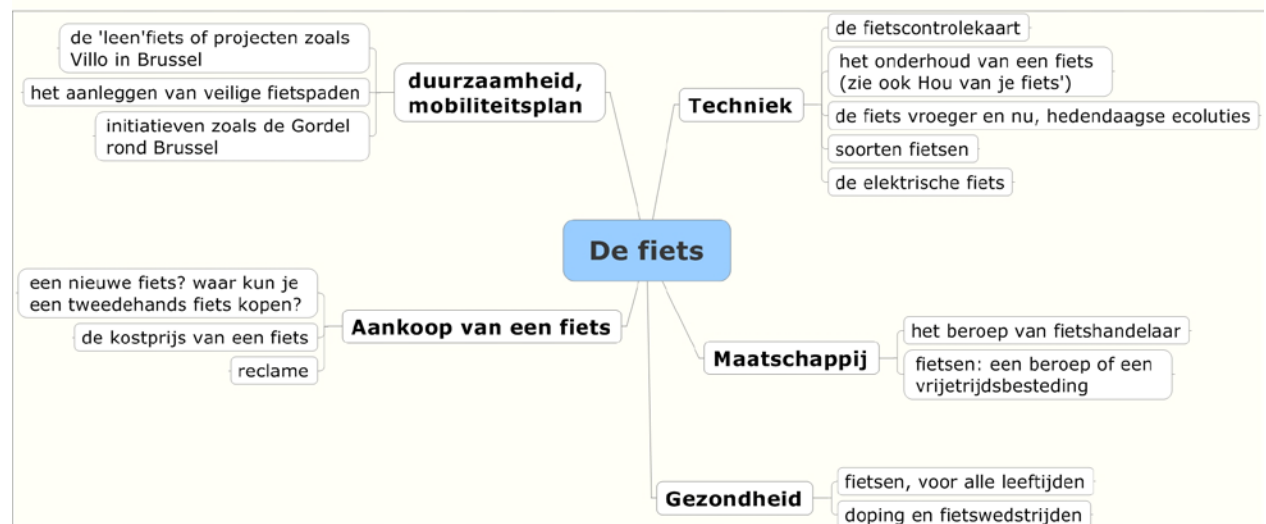 de 'leen'fiets of projecten zoals
Villo in Brussel
het aanleggen van veilige fietspaden
initiatieven zoals de Gordel
rond Brussel
duurzaamheid,
mobiliteitsplan
Techniek
de fietscontrolekaart
het onderhoud van een fiets
(zie ook Hou van je fiets')
de fiets vroeger en nu, hedendaagse ecoluties
soorten fietsen
de elektrische fiets
De fiets
een nieuwe fiets? waar kun je
een tweedehands fiets kopen?
de kostprijs van een fiets
reclame
Aankoop van een fiets
Maatschappij
het beroep van fietshandelaar
fietsen: een beroep of een
vrijetrijdsbesteding
Gezondheid
fietsen, voor alle leeftijden
doping en fietswedstrijden